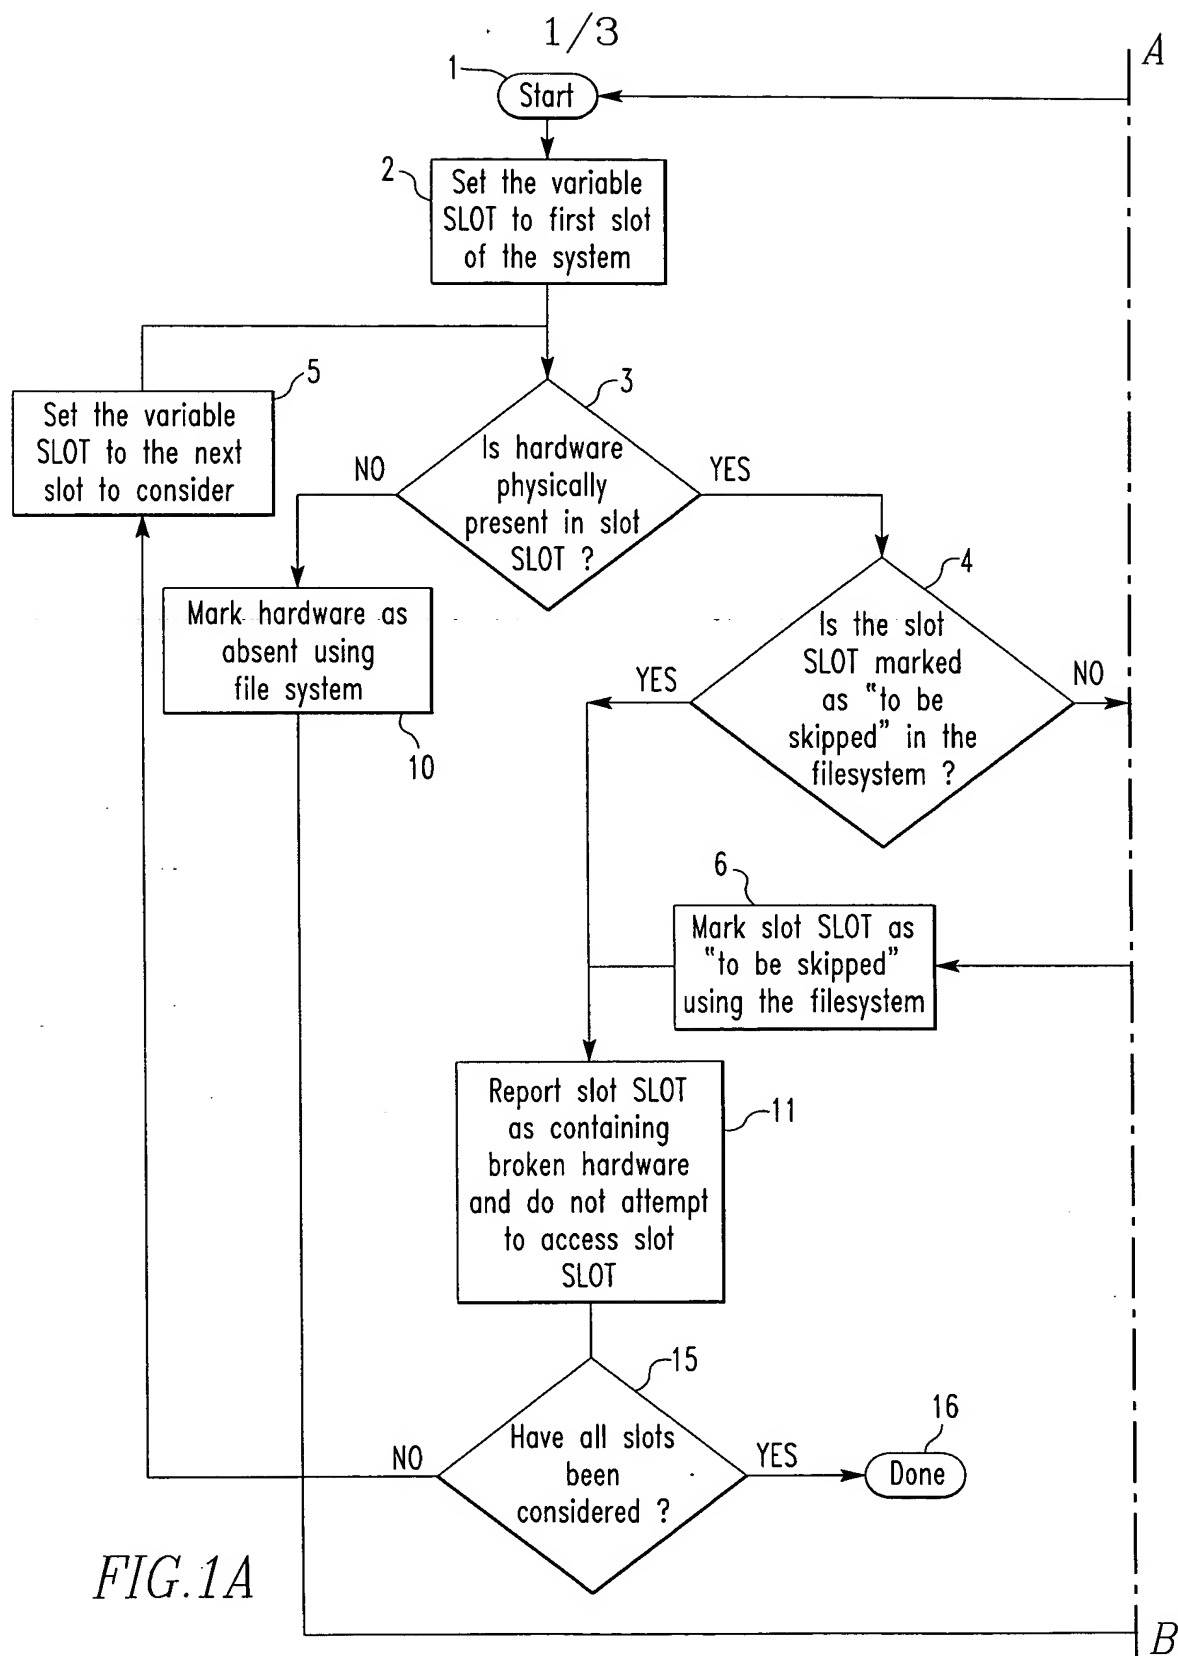 1/3
A
1
Start
2
Set the variable
SLOT to first slot
of the system
5
Set the variable
SLOT to the next
slot to consider
3
Is hardware
physically
present in slot
SLOT ?
NO
YES
Mark hardware as
absent using
file system
10
4
Is the slot
SLOT marked
as "to be
skipped" in the
filesystem ?
YES
NO
6
Mark slot SLOT as
"to be skipped"
using the filesystem
Report slot SLOT
as containing
broken hardware
and do not attempt
to access slot
SLOT
11
15
Have all slots
been
considered ?
NO
YES
16
Done
FIG.1A
B